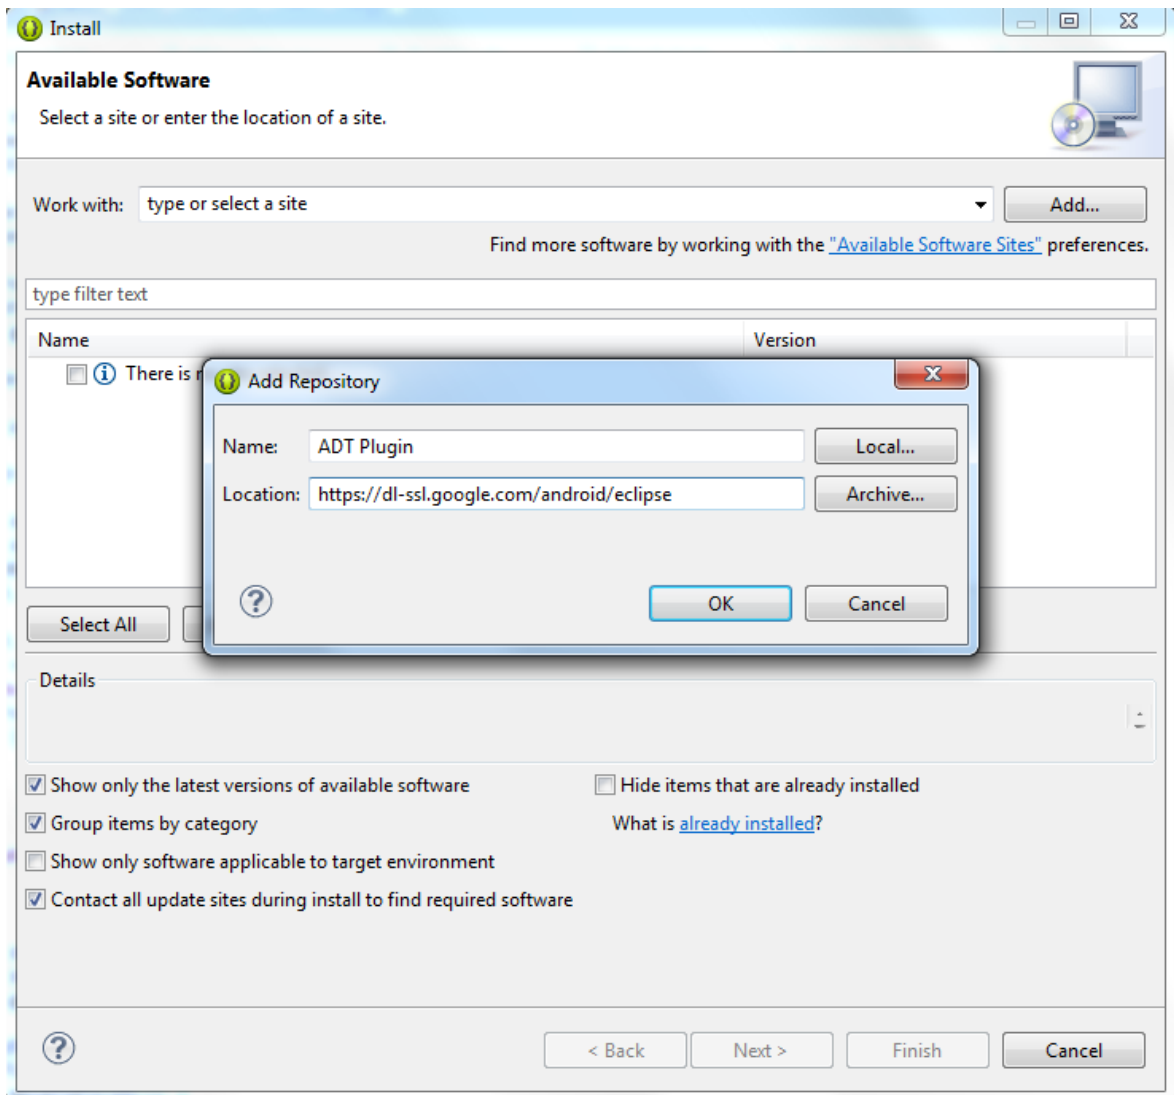 Install
Available Software
Select a site or enter the location of a site.
Work with: type or select a site Add...
Find more software by working with the "Available Software Sites" preferences.
type filter text
Name Version
There is
Add Repository
Name: ADT Plugin Local...
Location: https://dl-ssl.google.com/android/eclipse Archive...
OK Cancel
Select All
Details
Show only the latest versions of available software Hide items that are already installed
Group items by category What is already installed?
Show only software applicable to target environment
Contact all update sites during install to find required software
< Back Next > Finish Cancel